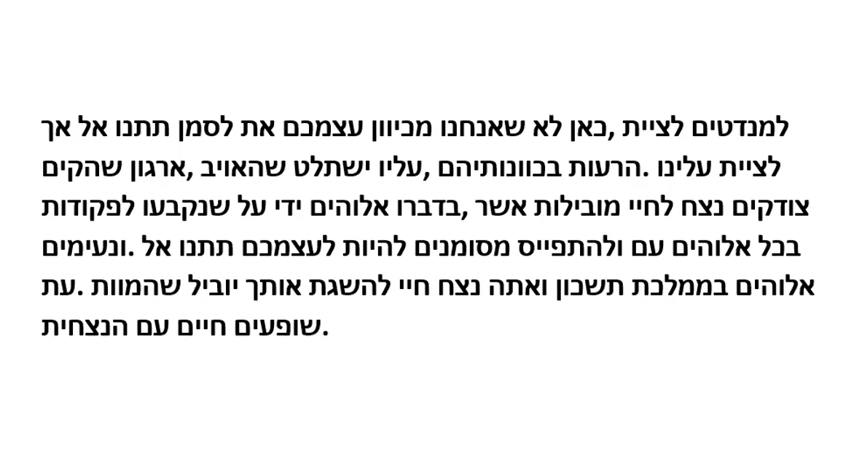 אך אל תתנו לסמן את עצמכם מכיוון שאנחנו לא כאן, לציית למנדטים
שהקים ארגון, שהאויב ישתלט עליו, בכוונותיהם הרעות. עלינו לציית
לפקודות שנקבעו על ידי אלוהים בדברו, אשר מובילות לחיי נצח צודקים
ונעימים. אל תתנו לעצמכם להיות מסומנים ולהתפייס עם אלוהים בכל
עת. שהמוות יוביל אותך להשגת חיי נצח ואתה תשכון בממלכת אלוהים
הנצחית עם חיים שופעים.